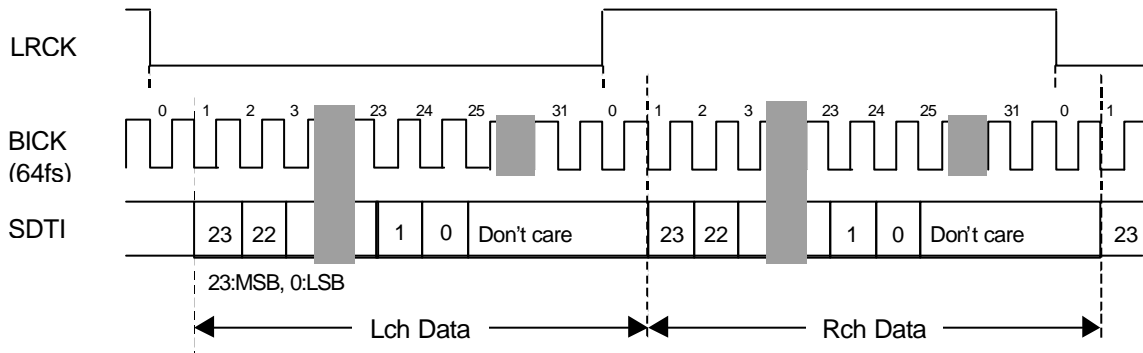 LRCK
0 1 2 3 23 24 25 31 0 1 2 3 23 24 25 31 0 1
BICK
(64fs)
SDTI 23 22 1 0 Don't care 23 22 1 0 Don't care 23
23:MSB, 0:LSB
Lch Data Rch Data